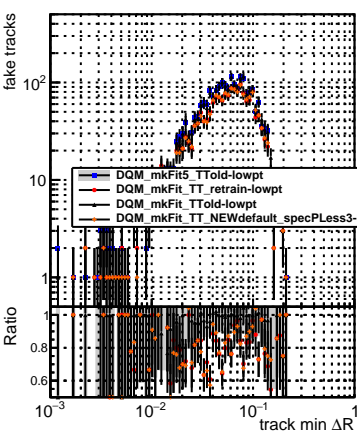 fake tracks
10²
10
1
DQM_mkFit5_TTold-lowpt
DQM_mkFit_TT_retrain-lowpt
DQM_mkFit_TTold-lowpt
DQM_mkFit_TT_NEWdefault_specPLess3-
Ratio
1
0.8
0.6
10⁻³ 10⁻² 10⁻¹ 1
track min ΔR